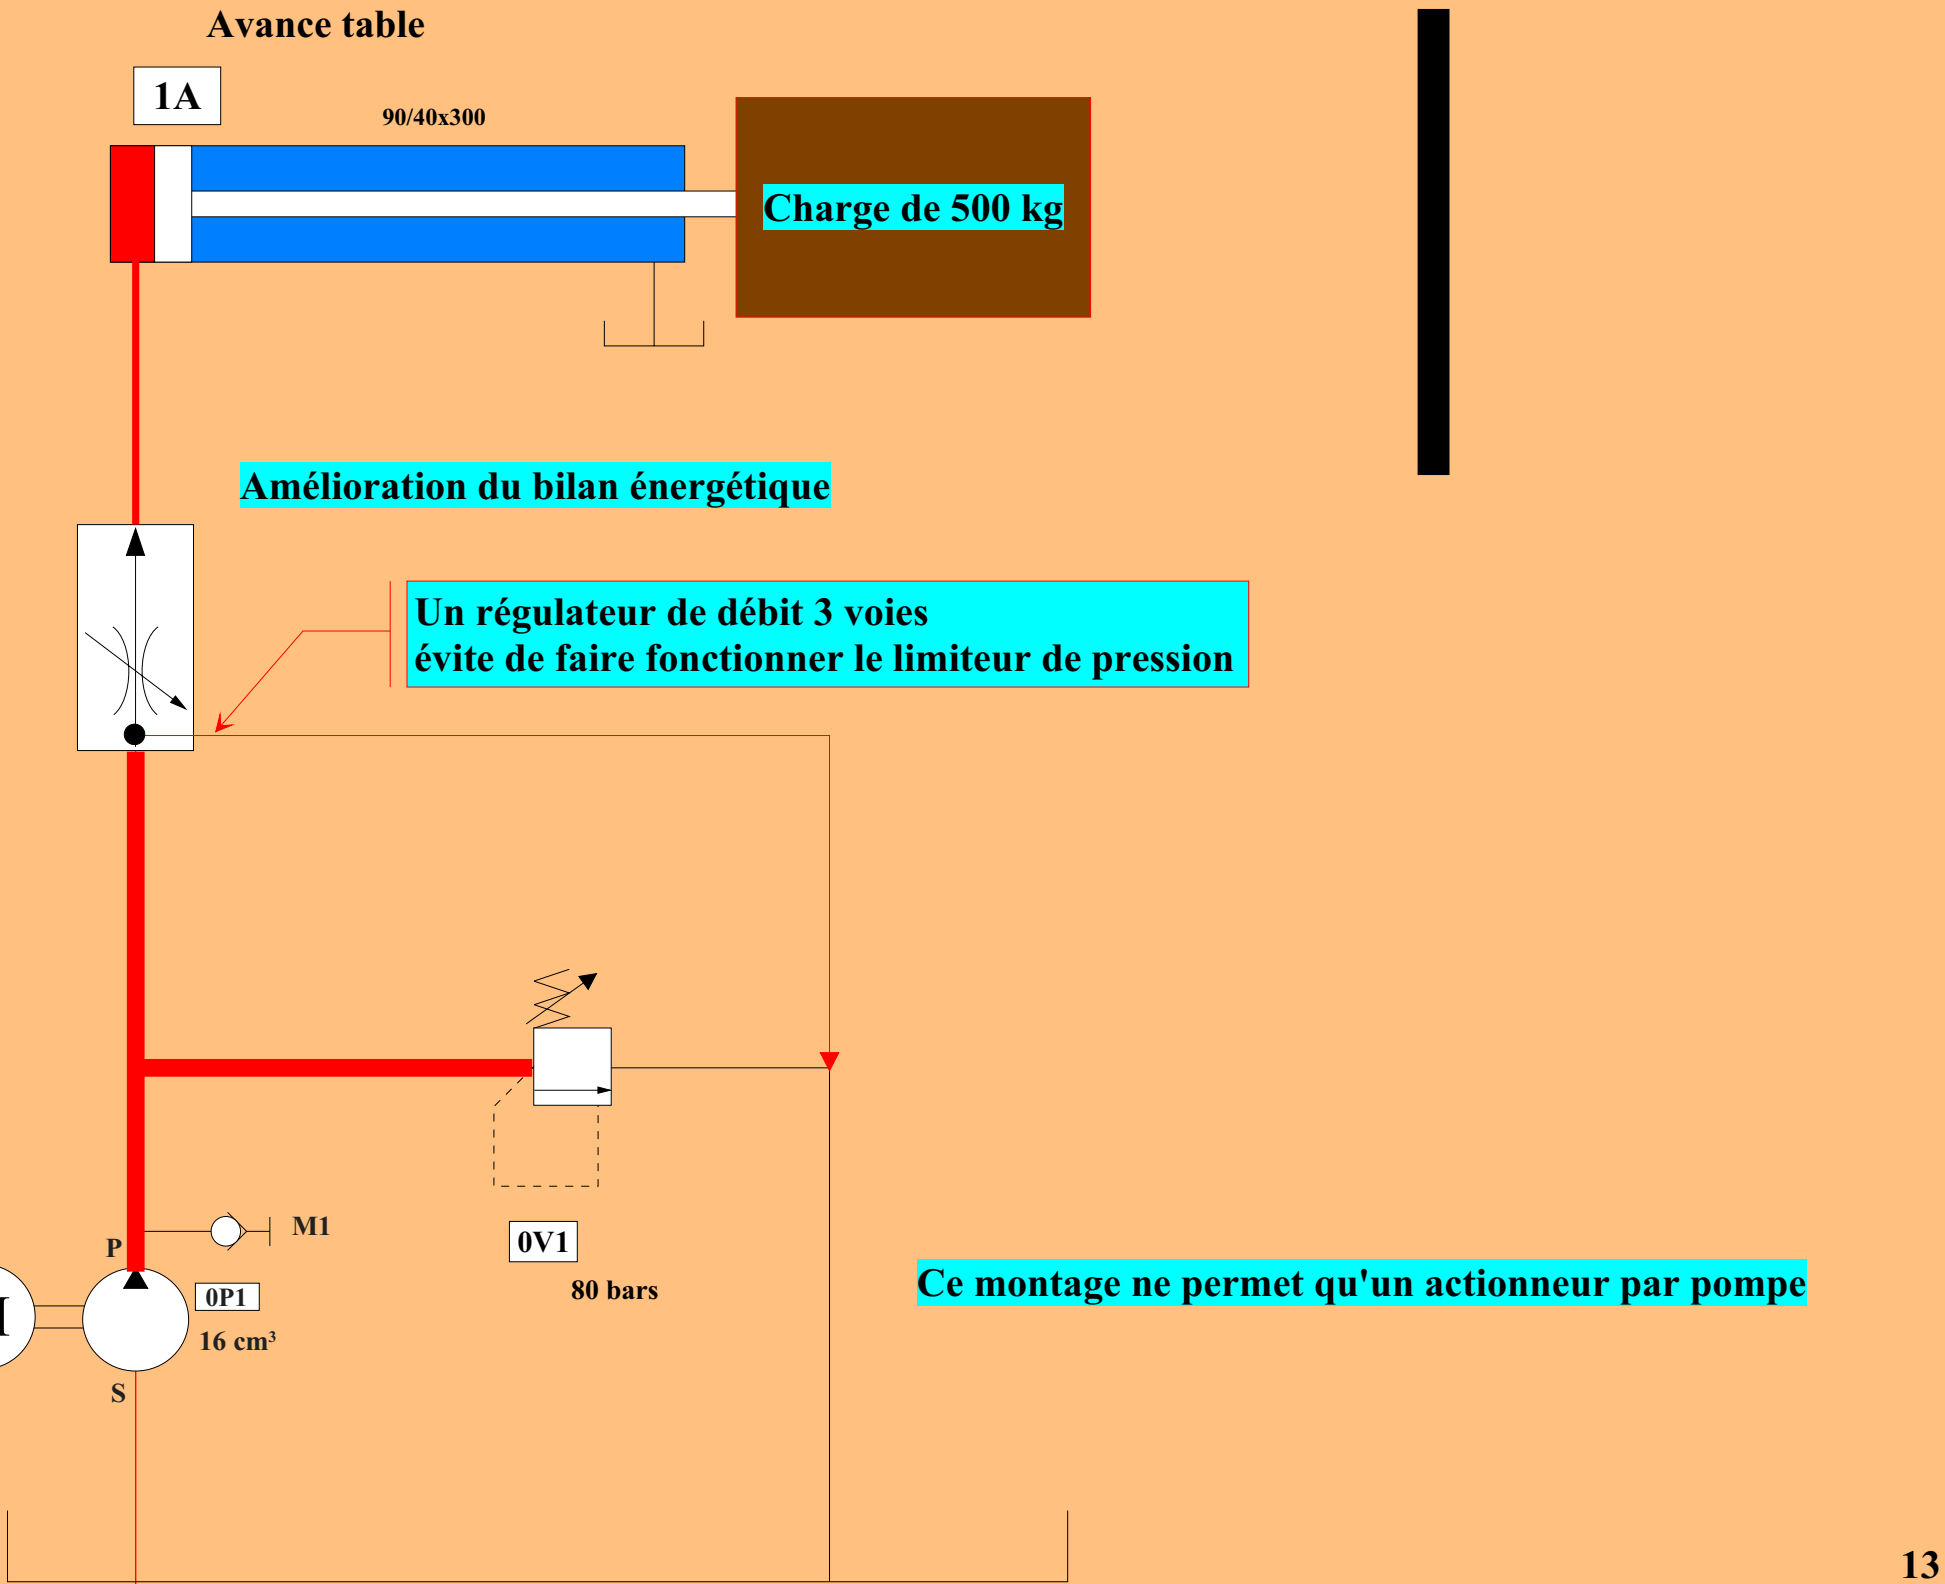 Avance table
1A
90/40x300
Charge de 500 kg
Amélioration du bilan énergétique
Un régulateur de débit 3 voies
évite de faire fonctionner le limiteur de pression
M1
P
0V1
80 bars
Ce montage ne permet qu'un actionneur par pompe
0P1
16 cm³
S
13